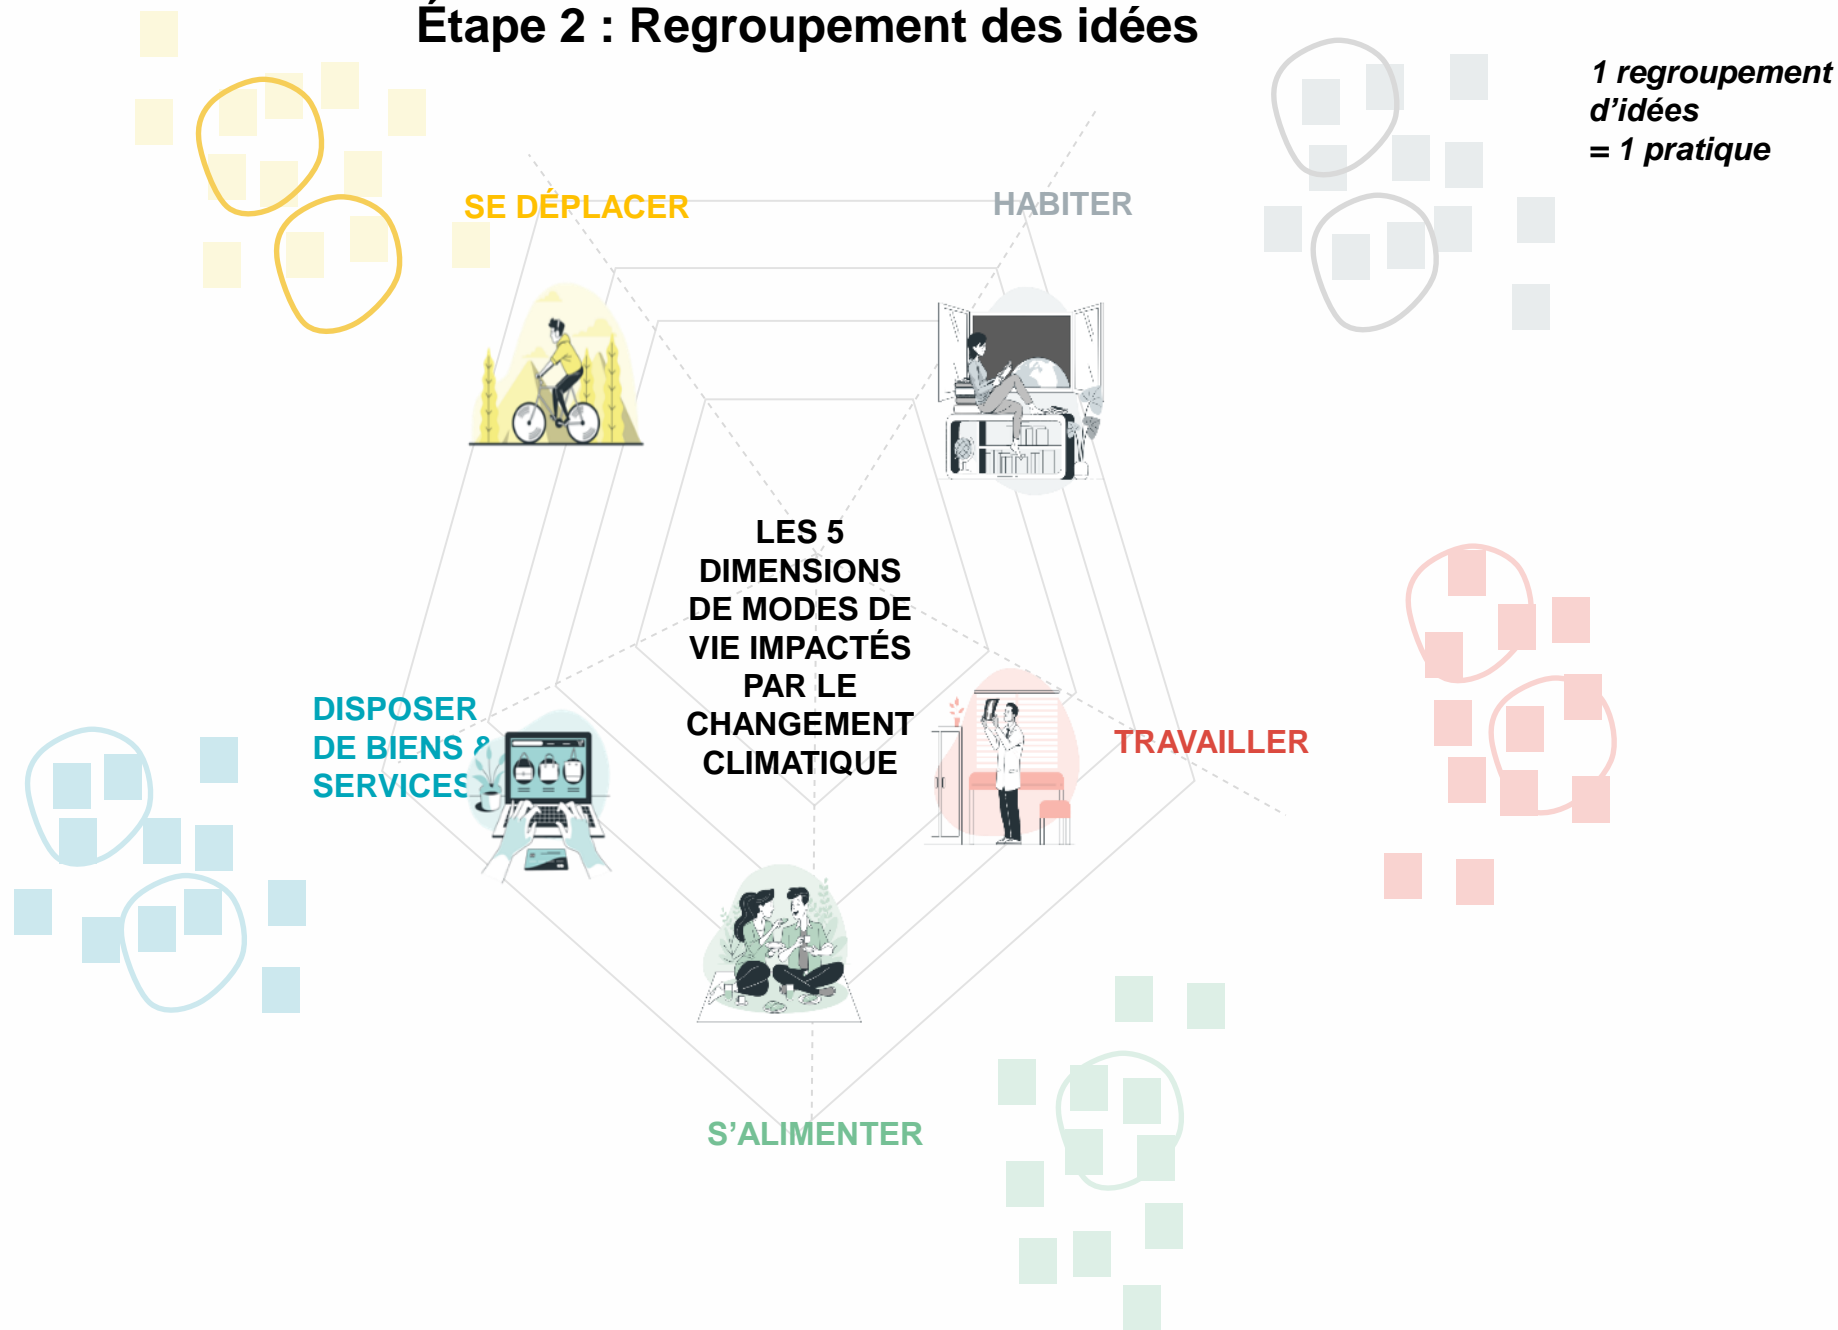 Étape 2 : Regroupement des idées
1 regroupement
d’idées
= 1 pratique
SE DÉPLACER
HABITER
LES 5
DIMENSIONS
DE MODES DE
VIE IMPACTÉS
PAR LE
CHANGEMENT
CLIMATIQUE
DISPOSER
DE BIENS &
SERVICES
TRAVAILLER
S’ALIMENTER